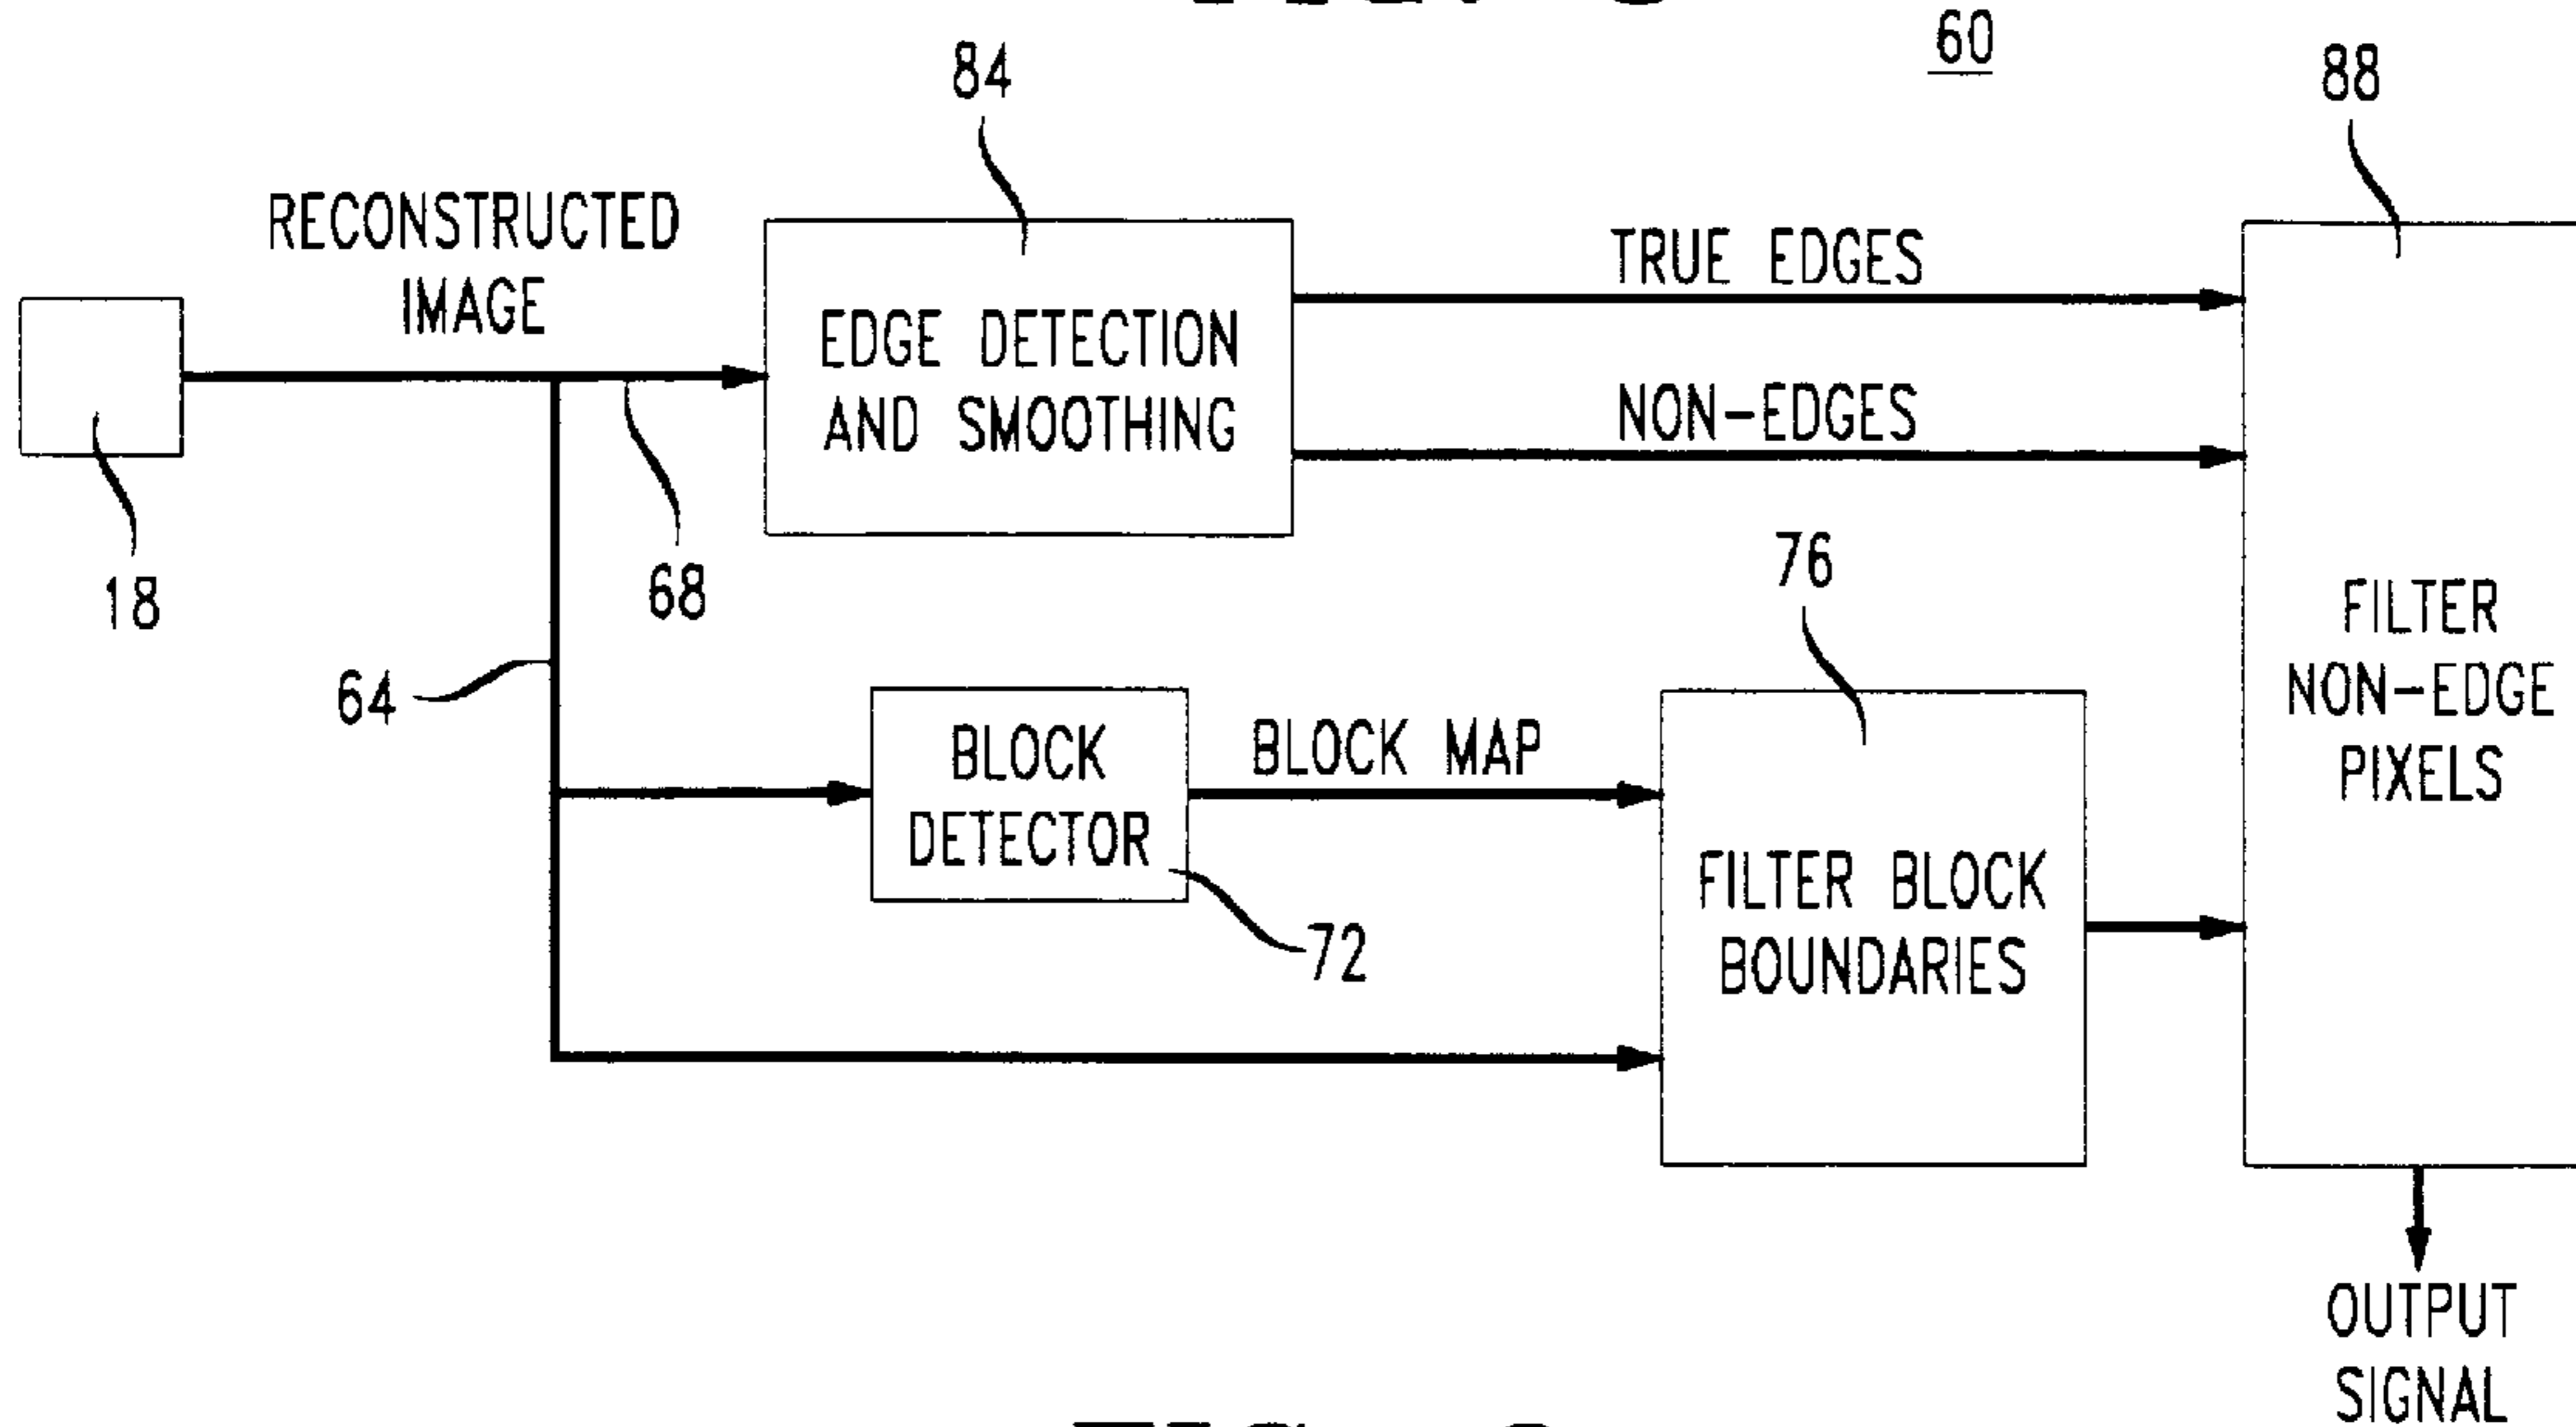 60
84
88
RECONSTRUCTED
IMAGE
18
68
64
EDGE DETECTION
AND SMOOTHING
TRUE EDGES
NON-EDGES
76
BLOCK
DETECTOR
72
BLOCK MAP
FILTER BLOCK
BOUNDARIES
FILTER
NON-EDGE
PIXELS
OUTPUT
SIGNAL